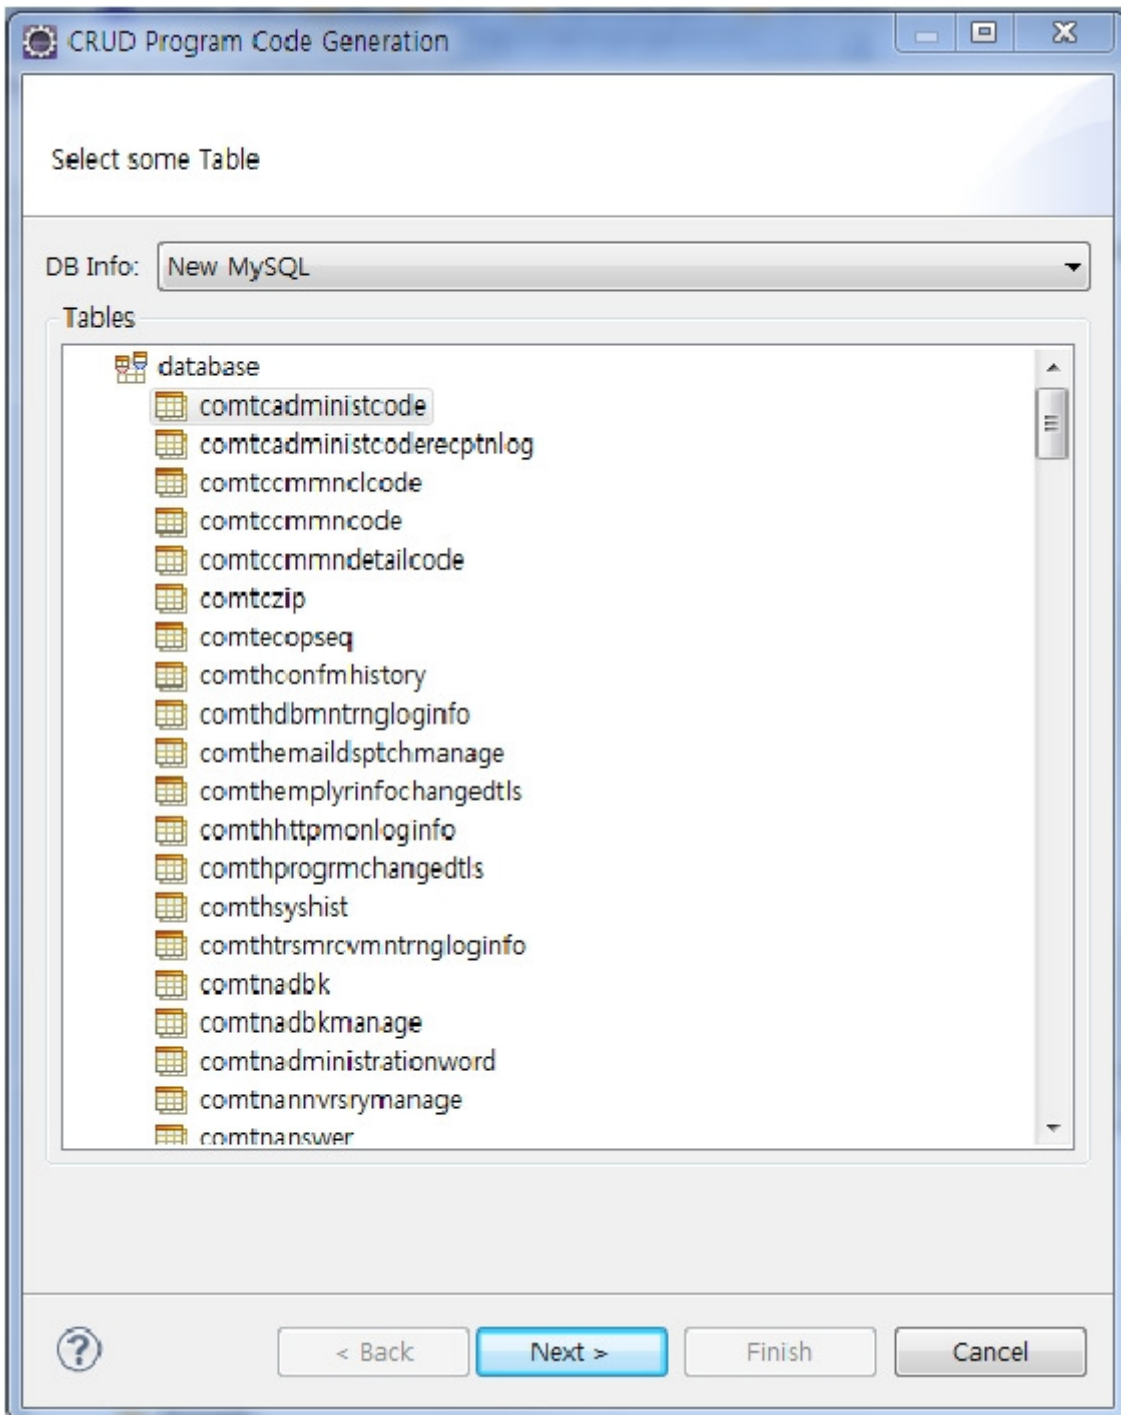 CRUD Program Code Generation
Select some Table
DB Info: New MySQL
Tables
database
comtcadministcode
comtcadministcoderecptnlog
comtccmmnclcode
comtccmmncode
comtccmmndetailcode
comtczip
comtecopseq
comthconfmhistory
comthdbmntrngloginfo
comthemaildsptchmanage
comthemplyrinfochangedtls
comthhttpmonloginfo
comthprogrmchangedtls
comthsyshist
comthtrsmrcvmntrngloginfo
comtnadbk
comtnadbkmanage
comtnadministrationword
comtnannvrsrymanage
comtnanswer
? < Back Next > Finish Cancel